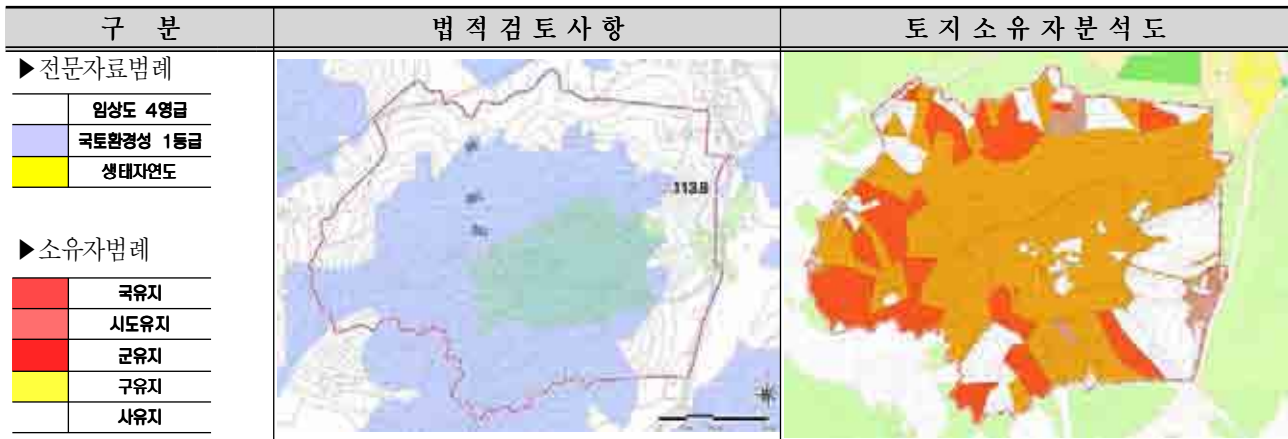 구 분
법적검토사항
토지소유자분석도
▶전문자료범례
임상도 4영급
국토환경성 1등급
생태자연도
▶소유자범례
국유지
시도유지
군유지
구유지
사유지
113.8